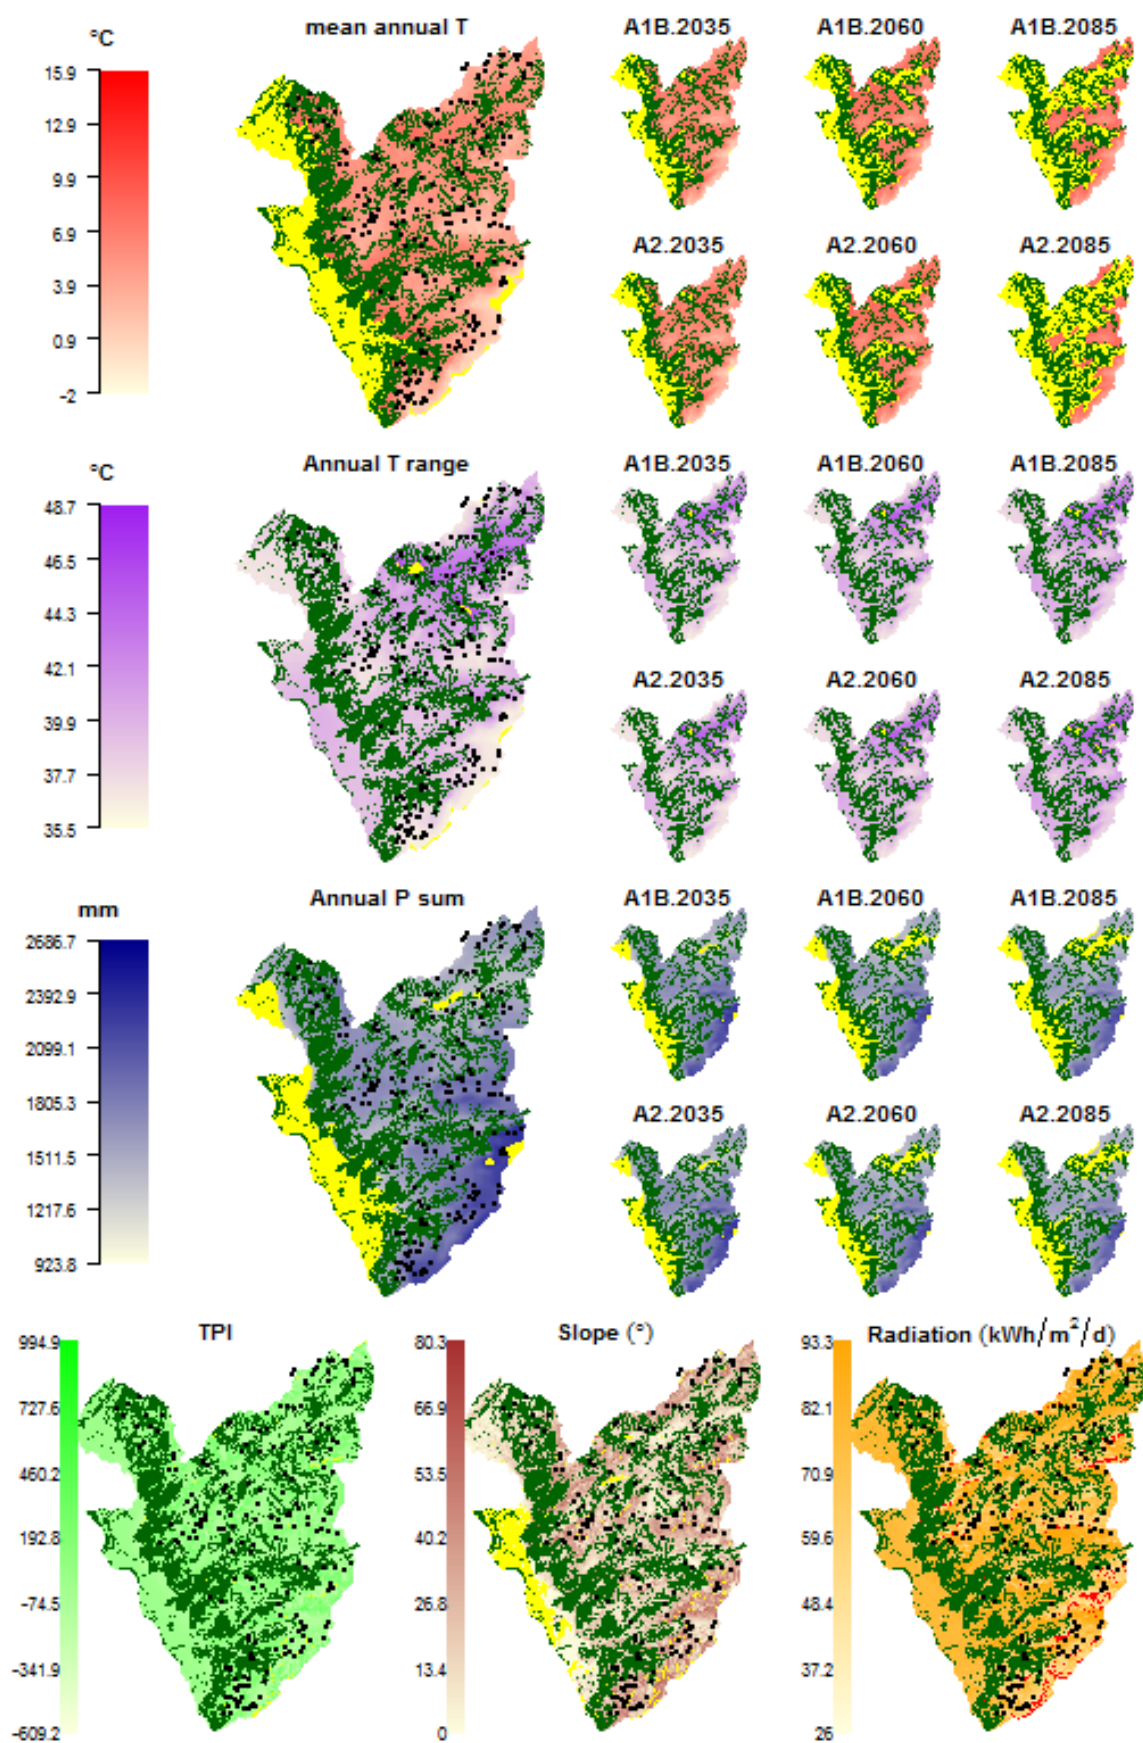 mean annual T
A1B.2035
A1B.2060
A1B.2085
°C
15.9
12.9
9.9
6.9
3.9
0.9
-2
A2.2035
A2.2060
A2.2085
Annual T range
A1B.2035
A1B.2060
A1B.2085
°C
48.7
46.5
44.3
42.1
39.9
37.7
35.5
A2.2035
A2.2060
A2.2085
Annual P sum
A1B.2035
A1B.2060
A1B.2085
mm
2686.7
2392.9
2099.1
1805.3
1511.5
1217.6
923.8
A2.2035
A2.2060
A2.2085
TPI
994.9
727.6
460.2
192.8
-74.5
-341.9
-609.2
Slope (°)
80.3
66.9
53.5
40.2
26.8
13.4
0
Radiation (kWh/m²/d)
93.3
82.1
70.9
59.6
48.4
37.2
26